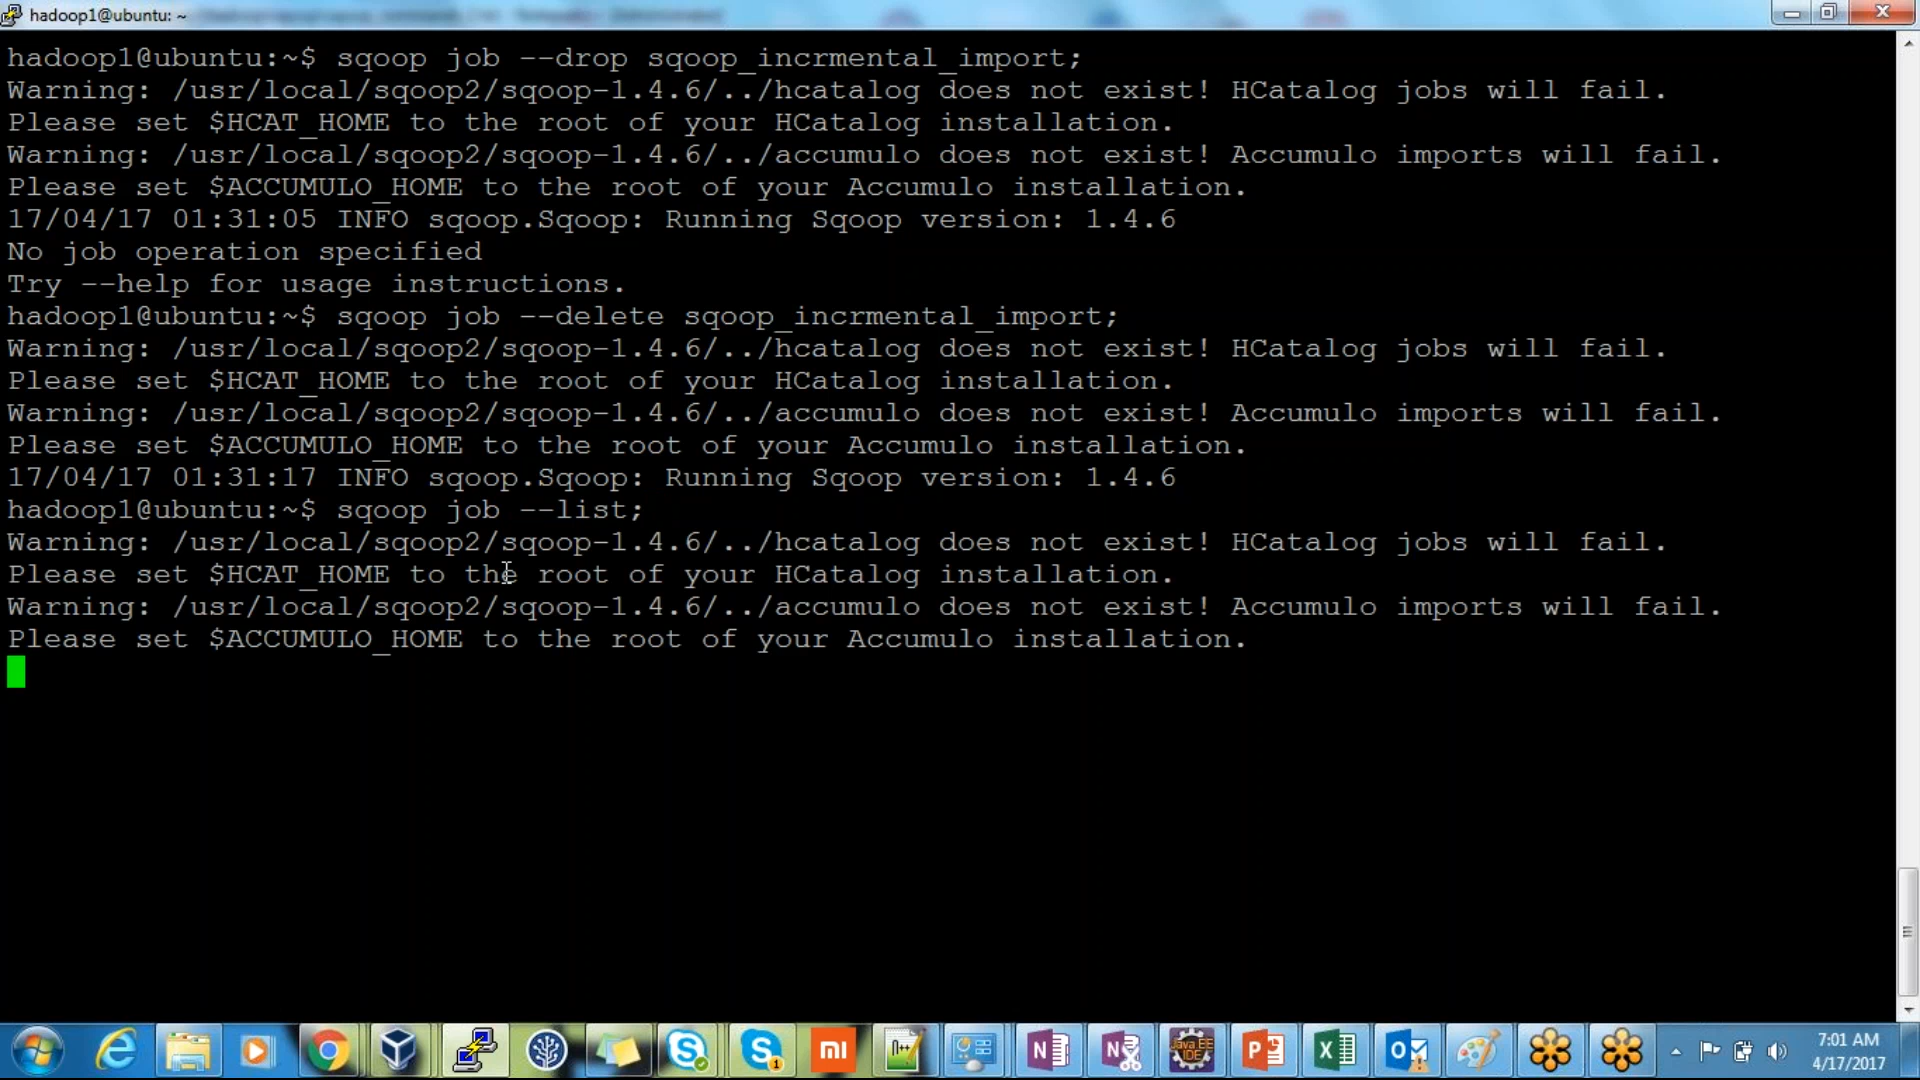 hadoop1@ubuntu: ~
hadoop1@ubuntu:~$ sqoop job --drop sqoop_incrmental_import;
Warning: /usr/local/sqoop2/sqoop-1.4.6/../hcatalog does not exist! HCatalog jobs will fail.
Please set $HCAT_HOME to the root of your HCatalog installation.
Warning: /usr/local/sqoop2/sqoop-1.4.6/../accumulo does not exist! Accumulo imports will fail.
Please set $ACCUMULO_HOME to the root of your Accumulo installation.
17/04/17 01:31:05 INFO sqoop.Sqoop: Running Sqoop version: 1.4.6
No job operation specified
Try --help for usage instructions.
hadoop1@ubuntu:~$ sqoop job --delete sqoop_incrmental_import;
Warning: /usr/local/sqoop2/sqoop-1.4.6/../hcatalog does not exist! HCatalog jobs will fail.
Please set $HCAT_HOME to the root of your HCatalog installation.
Warning: /usr/local/sqoop2/sqoop-1.4.6/../accumulo does not exist! Accumulo imports will fail.
Please set $ACCUMULO_HOME to the root of your Accumulo installation.
17/04/17 01:31:17 INFO sqoop.Sqoop: Running Sqoop version: 1.4.6
hadoop1@ubuntu:~$ sqoop job --list;
Warning: /usr/local/sqoop2/sqoop-1.4.6/../hcatalog does not exist! HCatalog jobs will fail.
Please set $HCAT_HOME to the root of your HCatalog installation.
Warning: /usr/local/sqoop2/sqoop-1.4.6/../accumulo does not exist! Accumulo imports will fail.
Please set $ACCUMULO_HOME to the root of your Accumulo installation.
7:01 AM
4/17/2017